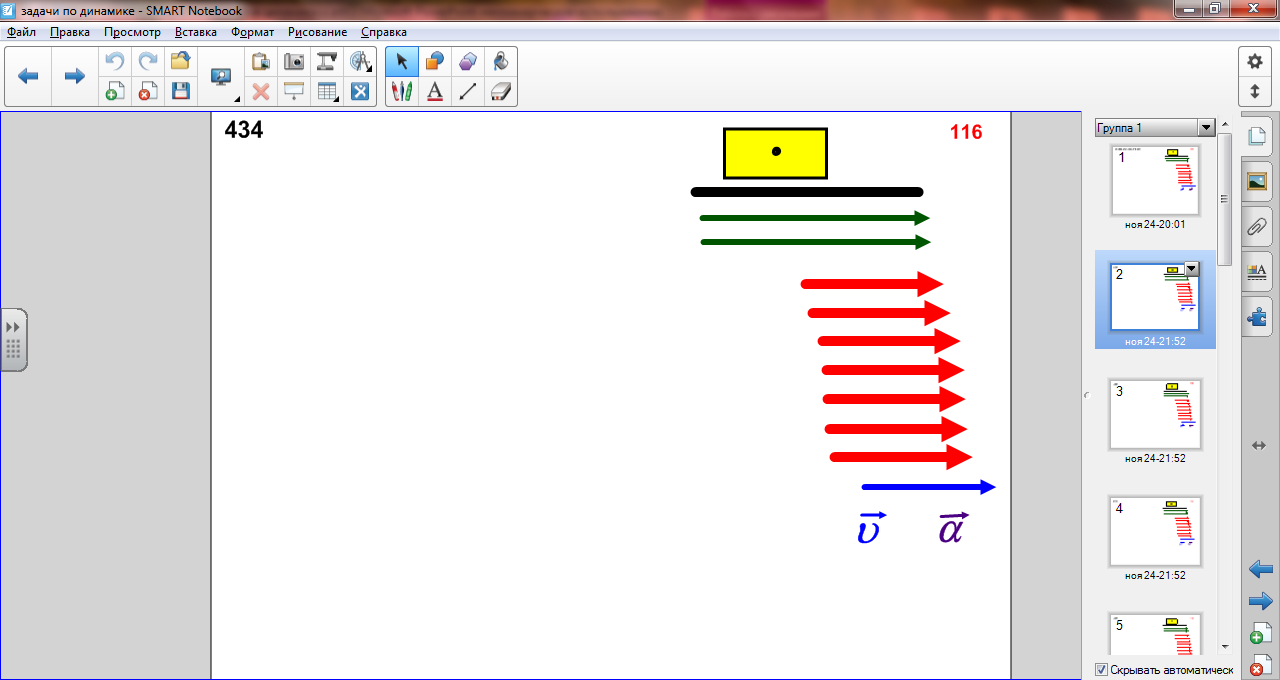 задачи по динамике - SMART Notebook
Файл Правка Просмотр Вставка Формат Рисование Справка
434
116
υ α
Группа 1
1
ноя 24-20:01
2
ноя 24-21:52
3
ноя 24-21:52
4
ноя 24-21:52
5
Скрывать автоматическ